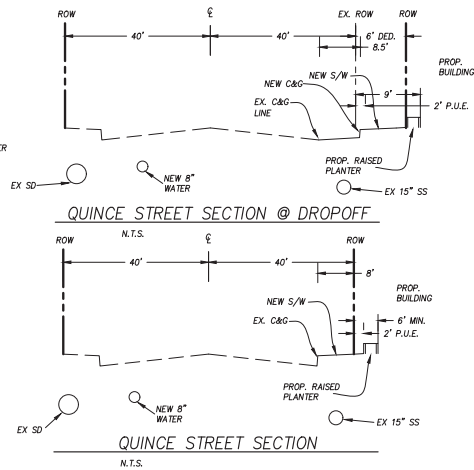 ROW
℄
EX. ROW
ROW
40'
40'
6' DED.
8.5'
PROP.
BUILDING
NEW S/W
NEW C&G
9'
EX. C&G
LINE
2' P.U.E.
ER
PROP. RAISED
PLANTER
EX SD
NEW 8"
WATER
EX 15" SS
QUINCE STREET SECTION @ DROPOFF
N.T.S.
ROW
℄
ROW
40'
40'
8'
PROP.
BUILDING
NEW S/W
EX. C&G
6' MIN.
2' P.U.E.
PROP. RAISED
PLANTER
EX SD
NEW 8"
WATER
EX 15" SS
QUINCE STREET SECTION
N.T.S.